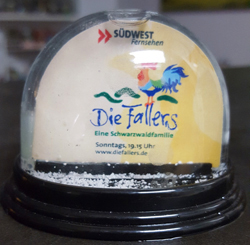 SÜDWEST
Fernsehen
Die Fallers
Eine Schwarzwaldfamilie
Sonntags, 19.15 Uhr
www.diefallers.de